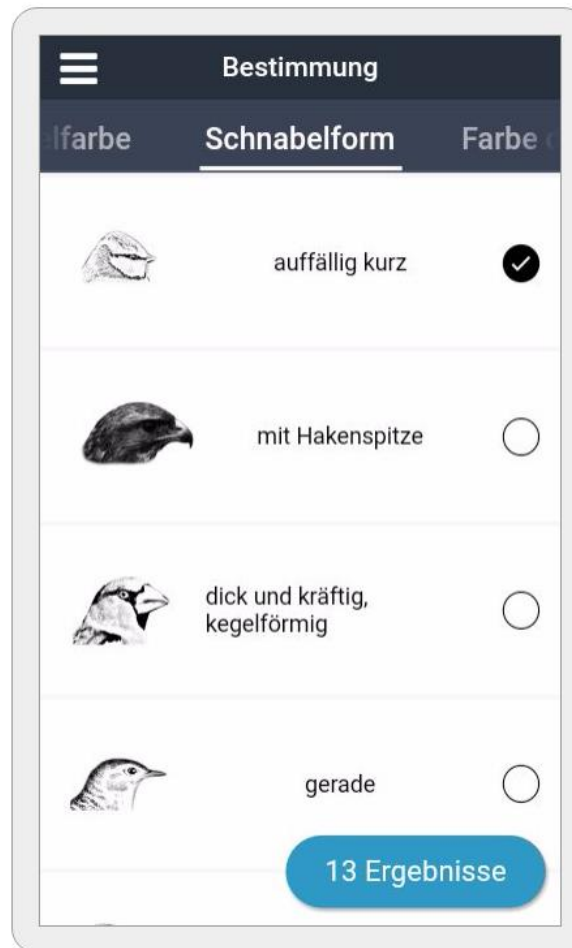 Bestimmung
lfarbe Schnabelform Farbe
auffällig kurz
mit Hakenspitze
dick und kräftig,
kegelförmig
gerade
13 Ergebnisse